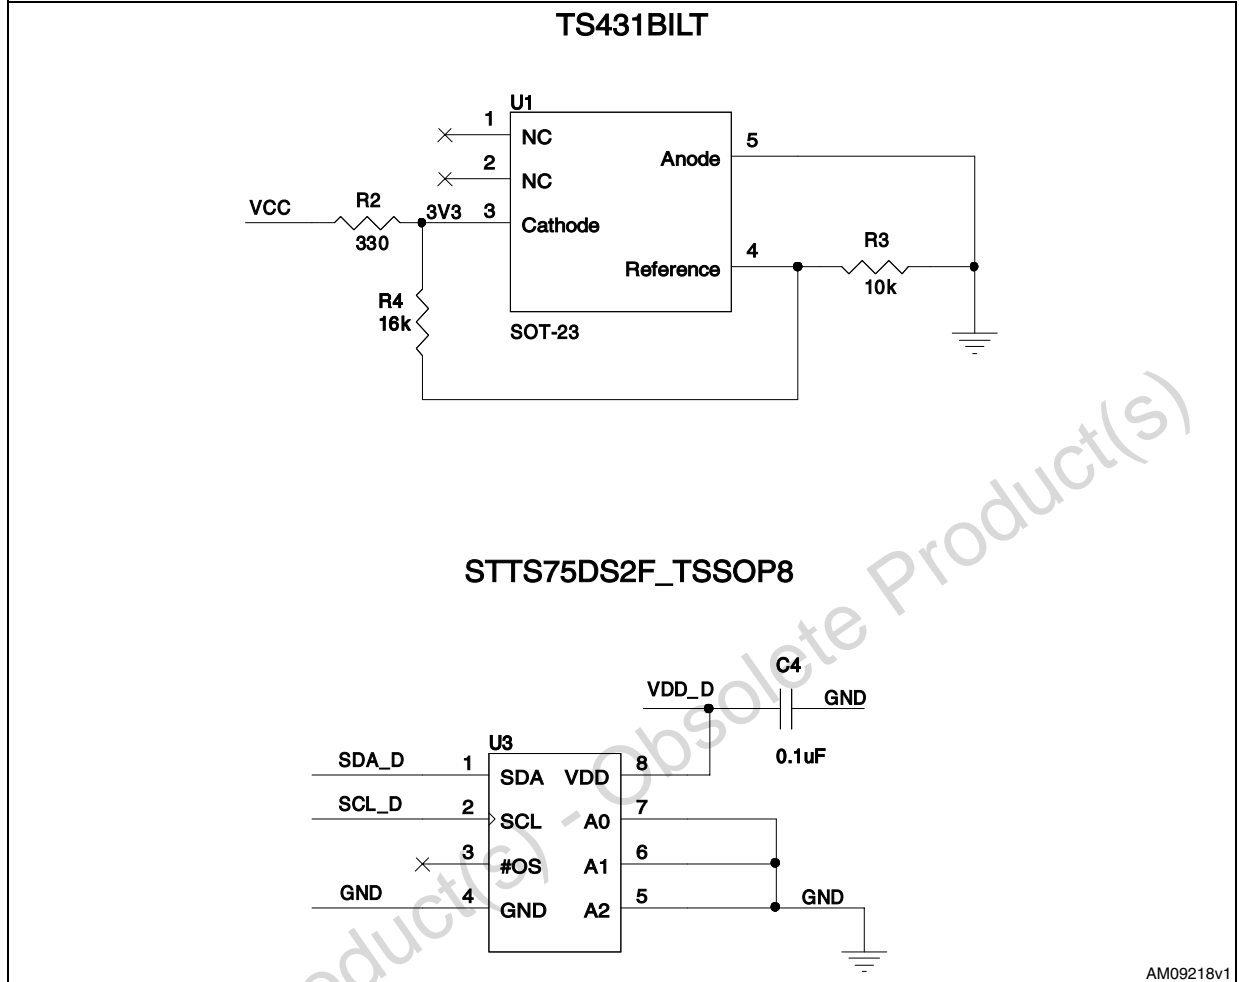 TS431BILT
U1
1
NC
5
Anode
2
NC
VCC
R2
330
3V3
3
Cathode
4
Reference
R3
10k
R4
16k
SOT-23
STTS75DS2F_TSSOP8
C4
VDD_D
GND
0.1uF
U3
SDA_D
1
SDA
VDD
8
SCL_D
2
SCL
A0
7
3
#OS
A1
6
GND
4
GND
A2
5
GND
oduct(s) - Obsolete Product(s)
AM09218v1